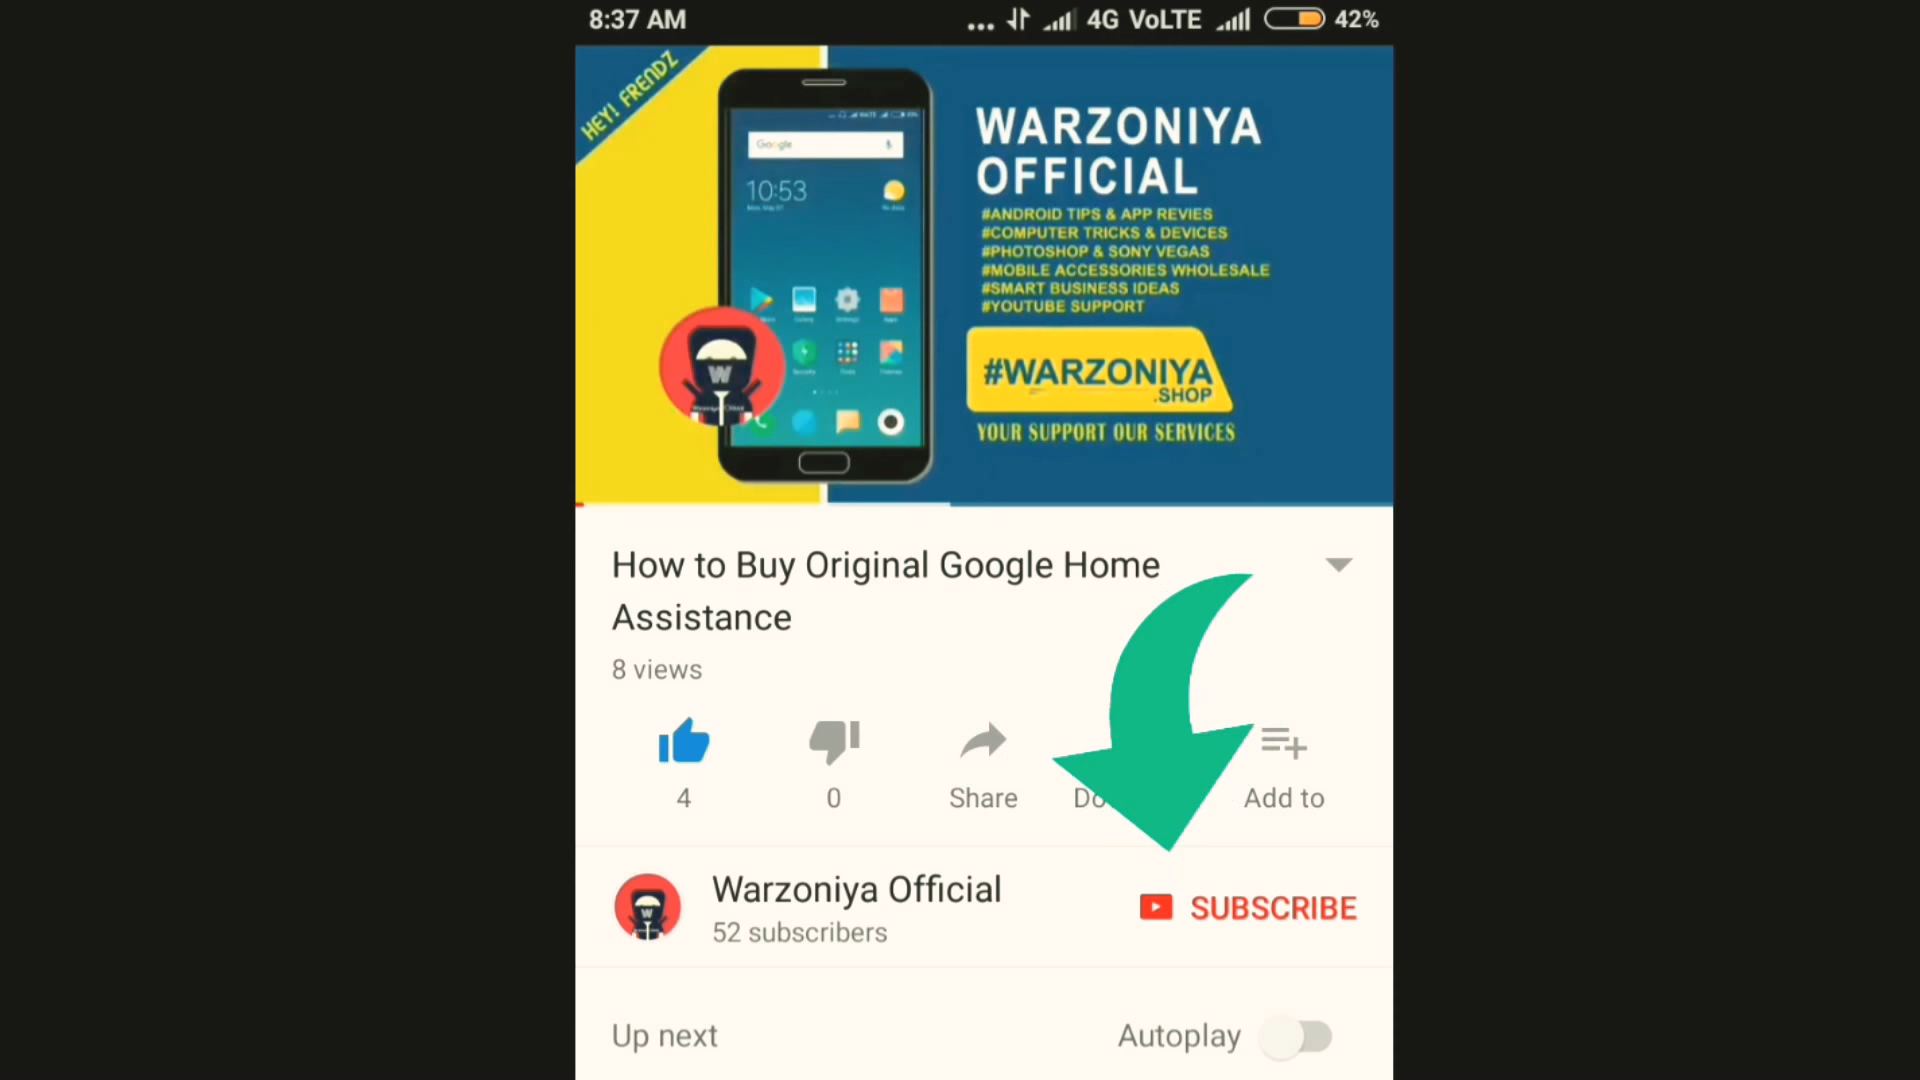 8:37 AM
... 4G VoLTE 42%
HEY! FRENDZ
Google
10:53
WARZONIYA
OFFICIAL
#ANDROID TIPS & APP REVIES
#COMPUTER TRICKS & DEVICES
#PHOTOSHOP & SONY VEGAS
#MOBILE ACCESSORIES WHOLESALE
#SMART BUSINESS IDEAS
#YOUTUBE SUPPORT
W
#WARZONIYA
.SHOP
YOUR SUPPORT OUR SERVICES
How to Buy Original Google Home
Assistance
8 views
4
0
Share
Add to
Warzoniya Official
52 subscribers
SUBSCRIBE
Up next
Autoplay